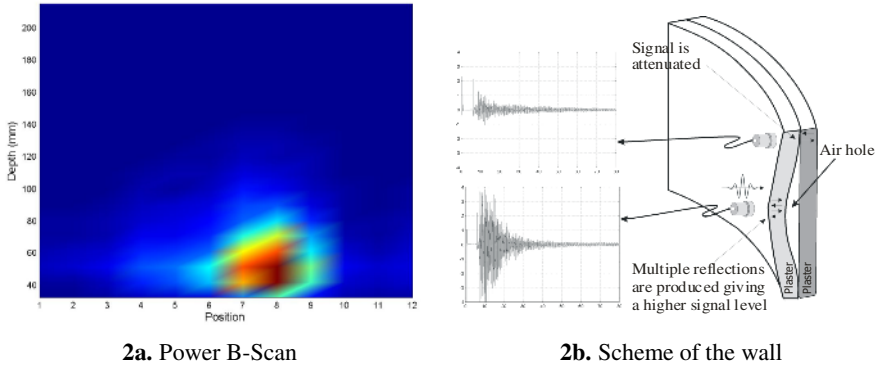 200
180
160
140
120
100
80
60
40
Depth (mm)
1 2 3 4 5 6 7 8 9 10 11 12
Position
2a. Power B-Scan
Signal is
attenuated
Air hole
Multiple reflections
are produced giving
a higher signal level
Plaster
Plaster
2b. Scheme of the wall